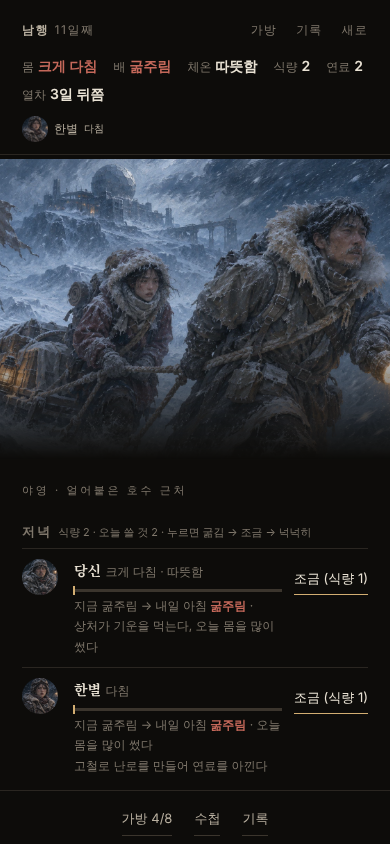 남행 11일째 가방 기록 새로
몸 크게 다침 배 굶주림 체온 따뜻함 식량 2 연료 2
열차 3일 뒤쯤
한별 다침
야영 · 얼어붙은 호수 근처
저녁 식량 2 · 오늘 쓸 것 2 · 누르면 굶김 → 조금 → 넉넉히
당신 크게 다침 · 따뜻함
조금 (식량 1)
지금 굶주림 → 내일 아침 굶주림 ·
상처가 기운을 먹는다, 오늘 몸을 많이
썼다
한별 다침
조금 (식량 1)
지금 굶주림 → 내일 아침 굶주림 · 오늘
몸을 많이 썼다
고철로 난로를 만들어 연료를 아낀다
가방 4/8 수첩 기록